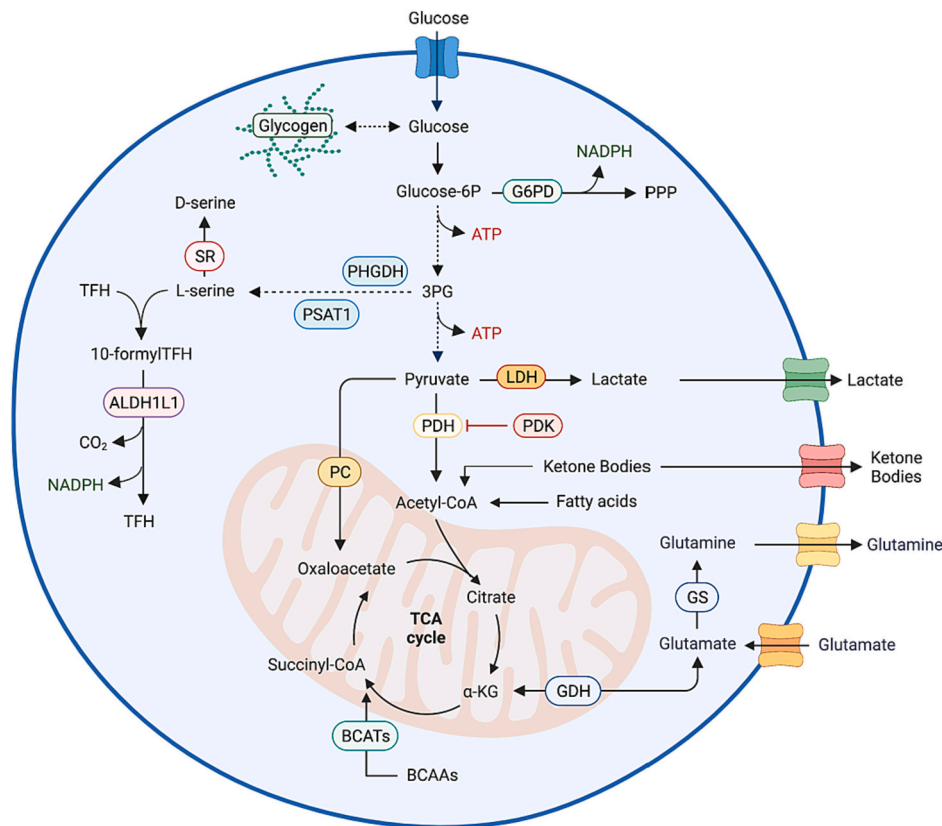 Glucose
Glycogen
Glucose
NADPH
Glucose-6P
G6PD
PPP
D-serine
ATP
SR
PHGDH
TFH
L-serine
3PG
PSAT1
ATP
10-formylTFH
Pyruvate
LDH
Lactate
Lactate
ALDH1L1
PDH
PDK
CO₂
PC
Ketone Bodies
Ketone
Bodies
NADPH
Acetyl-CoA
Fatty acids
TFH
Glutamine
Glutamine
Oxaloacetate
Citrate
GS
TCA
cycle
Glutamate
Glutamate
Succinyl-CoA
α-KG
GDH
BCATs
BCAAs